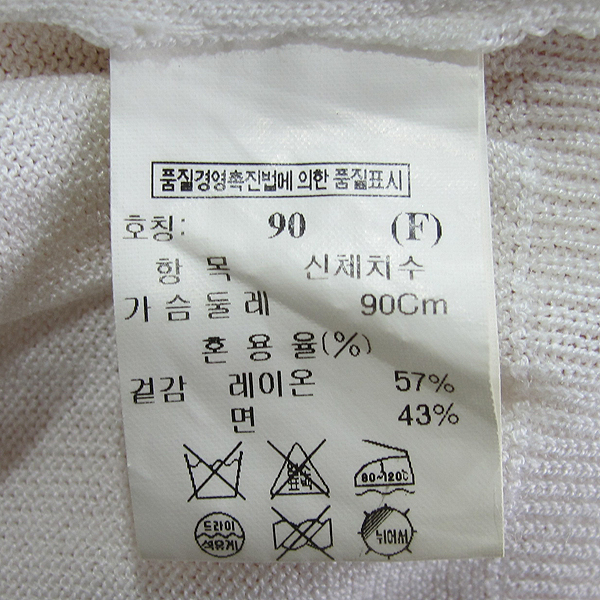 품질경영촉진법에 의한 품질표시
호칭: 90 (F)
항 목 신체치수
가슴둘레 90Cm
혼 용 율(%)
겉감 레이온 57%
면 43%
80~120℃
드라이
석유계
뉘어서